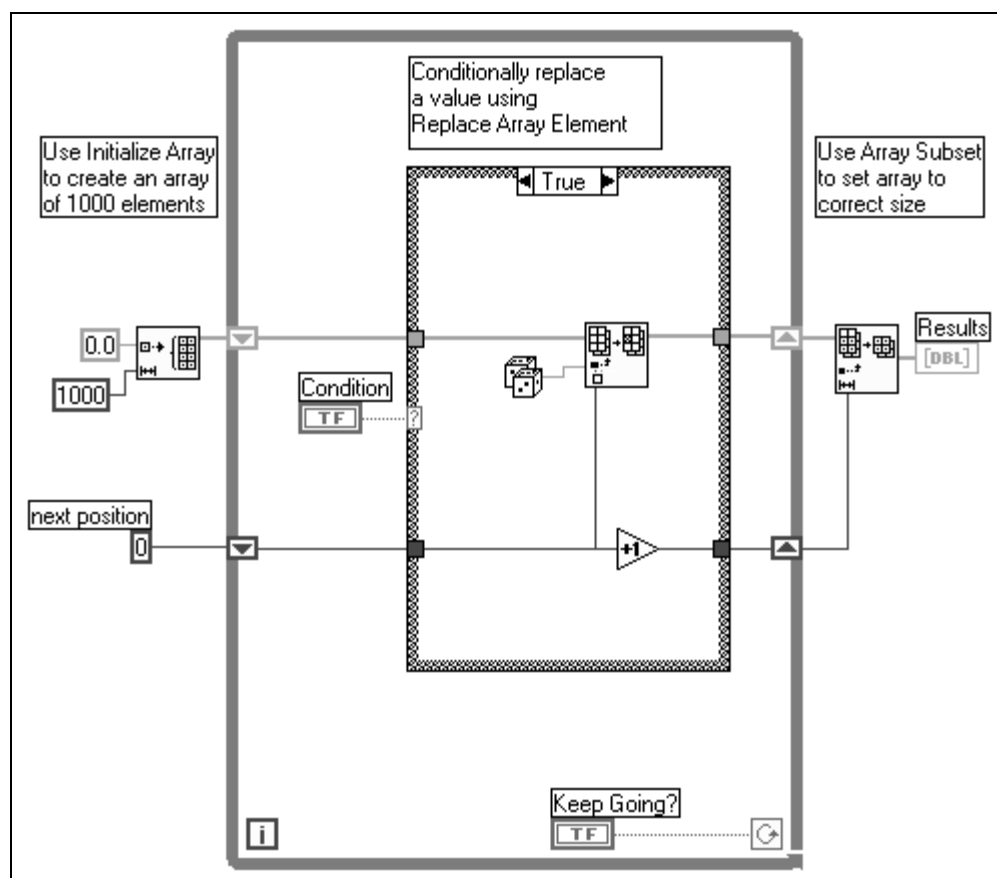 Conditionally replace
a value using
Replace Array Element
Use Initialize Array
to create an array
of 1000 elements
Use Array Subset
to set array to
correct size
True
0.0
1000
Condition
TF
?
Results
[DBL]
next position
0
+1
Keep Going?
TF
i